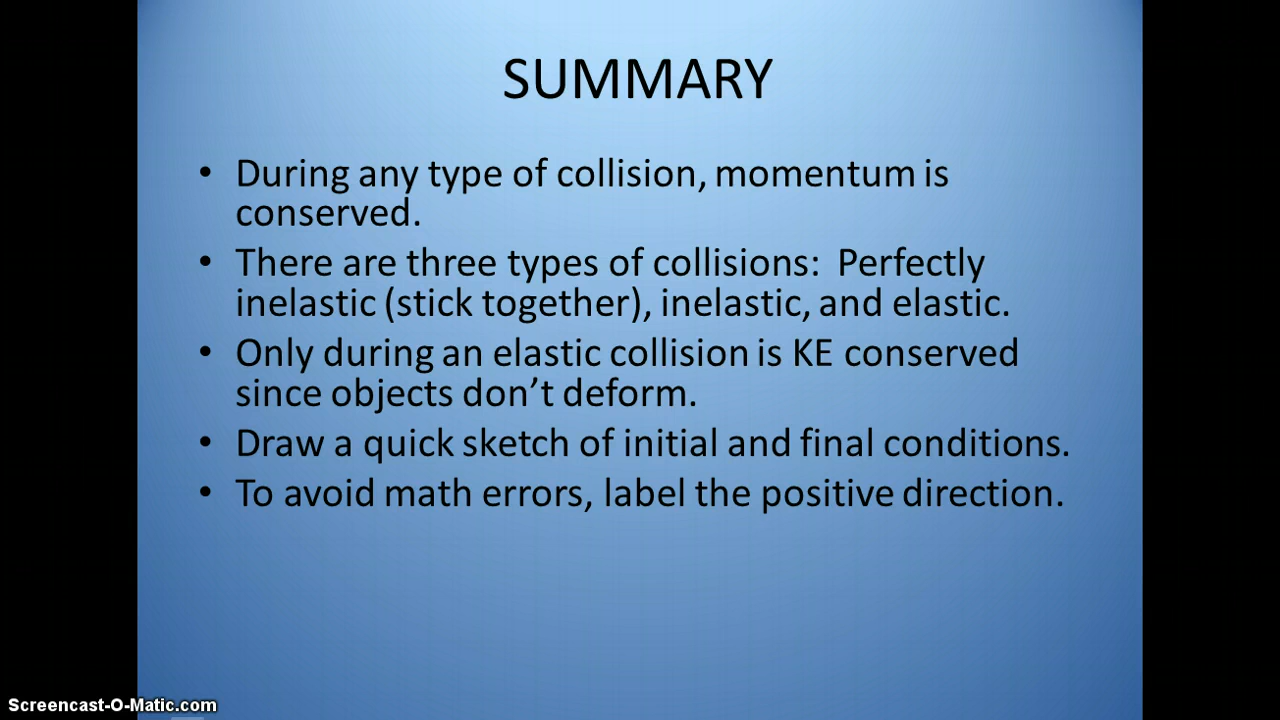 SUMMARY
• During any type of collision, momentum is
conserved.
• There are three types of collisions:  Perfectly
inelastic (stick together), inelastic, and elastic.
• Only during an elastic collision is KE conserved
since objects don’t deform.
• Draw a quick sketch of initial and final conditions.
• To avoid math errors, label the positive direction.
Screencast-O-Matic.com